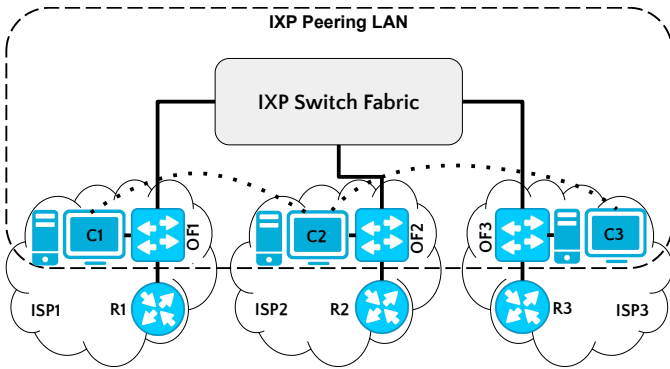 IXP Peering LAN
IXP Switch Fabric
C1
OF1
C2
OF2
OF3
C3
ISP1
R1
ISP2
R2
R3
ISP3